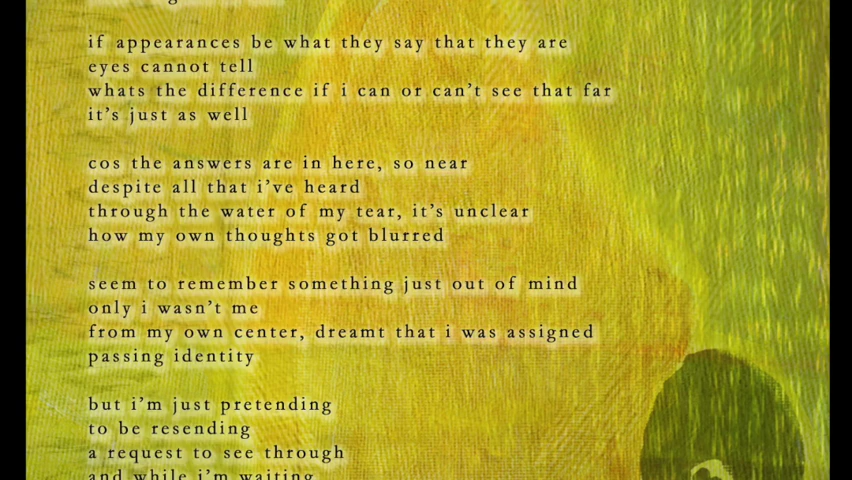 if appearances be what they say that they are
eyes cannot tell
whats the difference if i can or can't see that far
it's just as well
cos the answers are in here, so near
despite all that i've heard
through the water of my tear, it's unclear
how my own thoughts got blurred
seem to remember something just out of mind
only i wasn't me
from my own center, dreamt that i was assigned
passing identity
but i'm just pretending
to be resending
a request to see through
and while i'm waiting